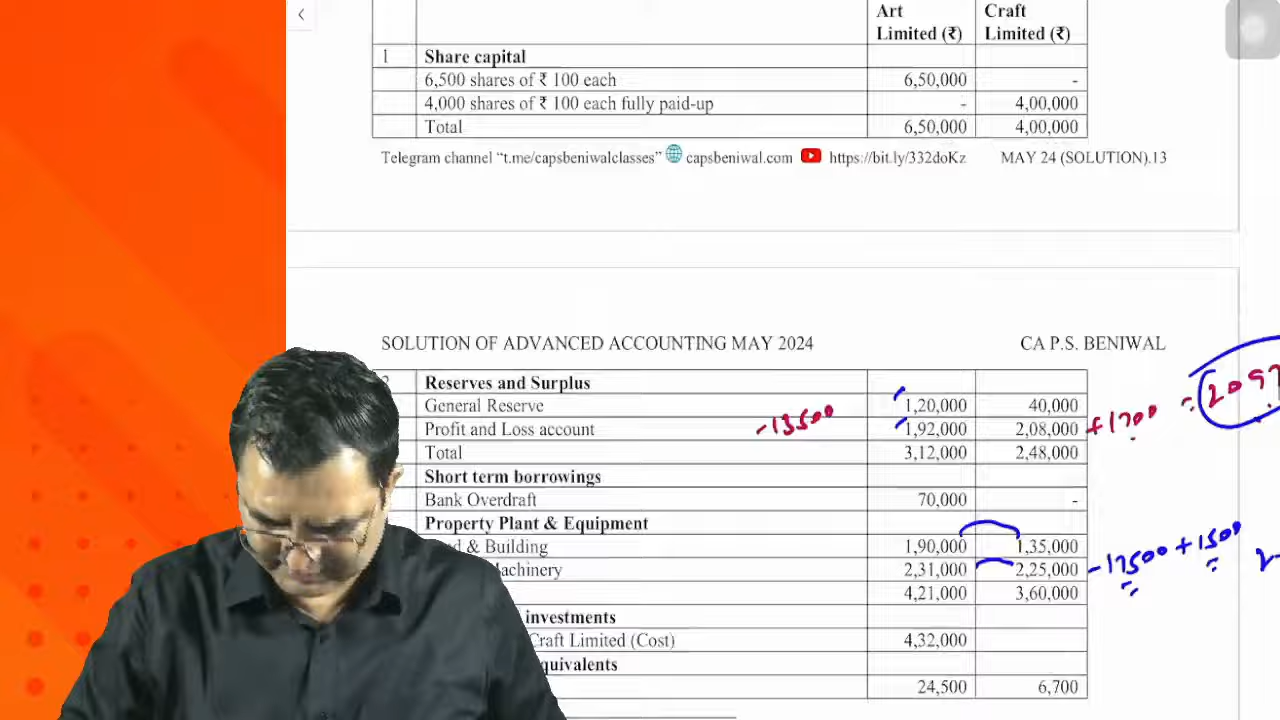 Art Limited (₹) Craft Limited (₹)
1 Share capital
6,500 shares of ₹ 100 each 6,50,000 -
4,000 shares of ₹ 100 each fully paid-up - 4,00,000
Total 6,50,000 4,00,000
Telegram channel “t.me/capsbeniwalclasses” capsbeniwal.com https://bit.ly/332doKz MAY 24 (SOLUTION).13
SOLUTION OF ADVANCED ACCOUNTING MAY 2024 CA P.S. BENIWAL
2 Reserves and Surplus
General Reserve 1,20,000 40,000
Profit and Loss account -13500 1,92,000 2,08,000 +1700 = 2097
Total 3,12,000 2,48,000
Short term borrowings
Bank Overdraft 70,000 -
Property Plant & Equipment
& Building 1,90,000 1,35,000
Machinery 2,31,000 2,25,000 -17500 +1500
4,21,000 3,60,000
investments
Craft Limited (Cost) 4,32,000
24,500 6,700